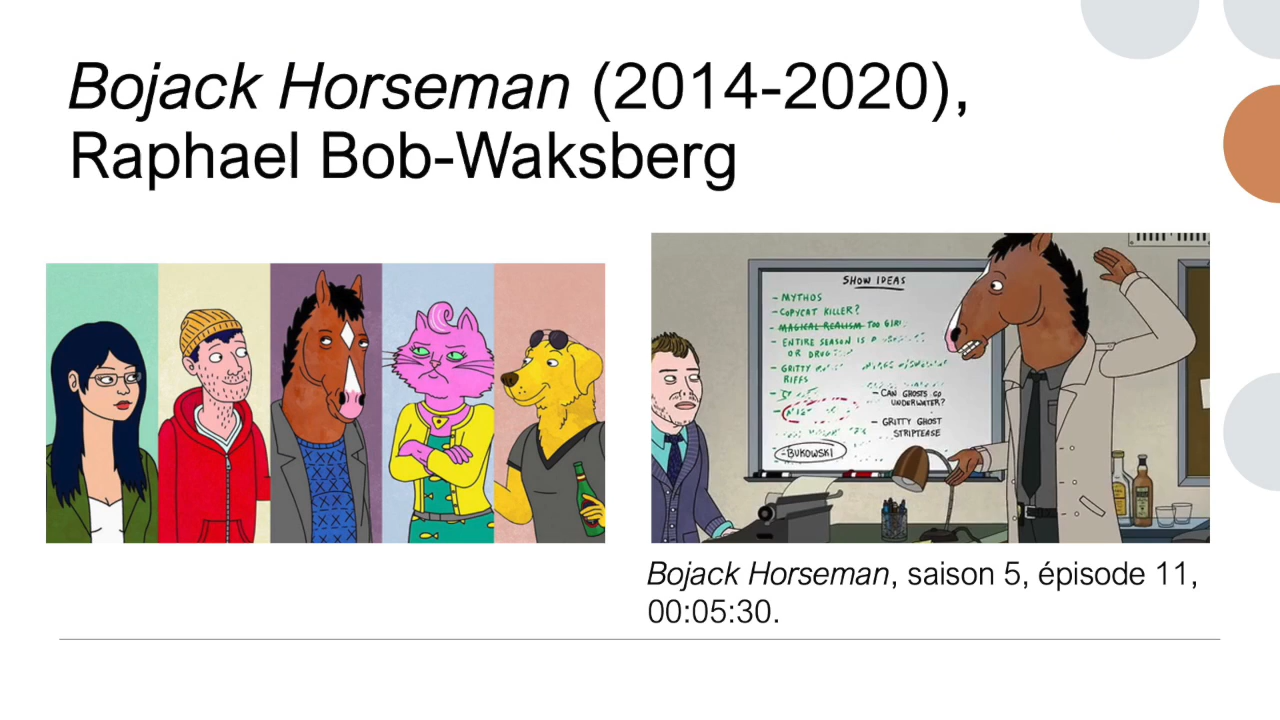 Bojack Horseman (2014-2020),
Raphael Bob-Waksberg
SHOW IDEAS
- MYTHOS
- COPYCAT KILLER?
- MAGICAL REALISM TOO GIRL
- ENTIRE SEASON IS A
OR DRUG
- GRITTY
RIFFS
- CAN GHOSTS GO
UNDERWATER?
- GRITTY GHOST
STRIPTEASE
- BUKOWSKI
Bojack Horseman, saison 5, épisode 11,
00:05:30.